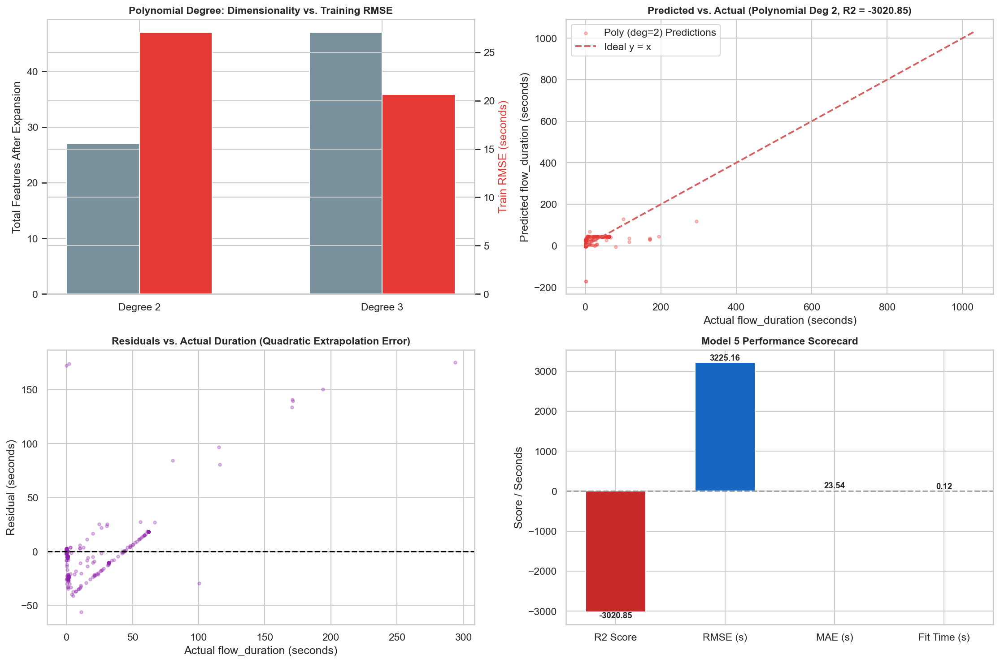 Polynomial Degree: Dimensionality vs. Training RMSE
Total Features After Expansion
40
30
20
10
0
25
20
15
10
5
0
Train RMSE (seconds)
Degree 2
Degree 3
Predicted vs. Actual (Polynomial Deg 2, R2 = -3020.85)
Poly (deg=2) Predictions
Ideal y = x
Predicted flow_duration (seconds)
1000
800
600
400
200
0
−200
0
200
400
600
800
1000
Actual flow_duration (seconds)
Residuals vs. Actual Duration (Quadratic Extrapolation Error)
Residual (seconds)
150
100
50
0
−50
0
50
100
150
200
250
300
Actual flow_duration (seconds)
Model 5 Performance Scorecard
Score / Seconds
3000
2000
1000
0
−1000
−2000
−3000
3225.16
23.54
0.12
-3020.85
R2 Score
RMSE (s)
MAE (s)
Fit Time (s)